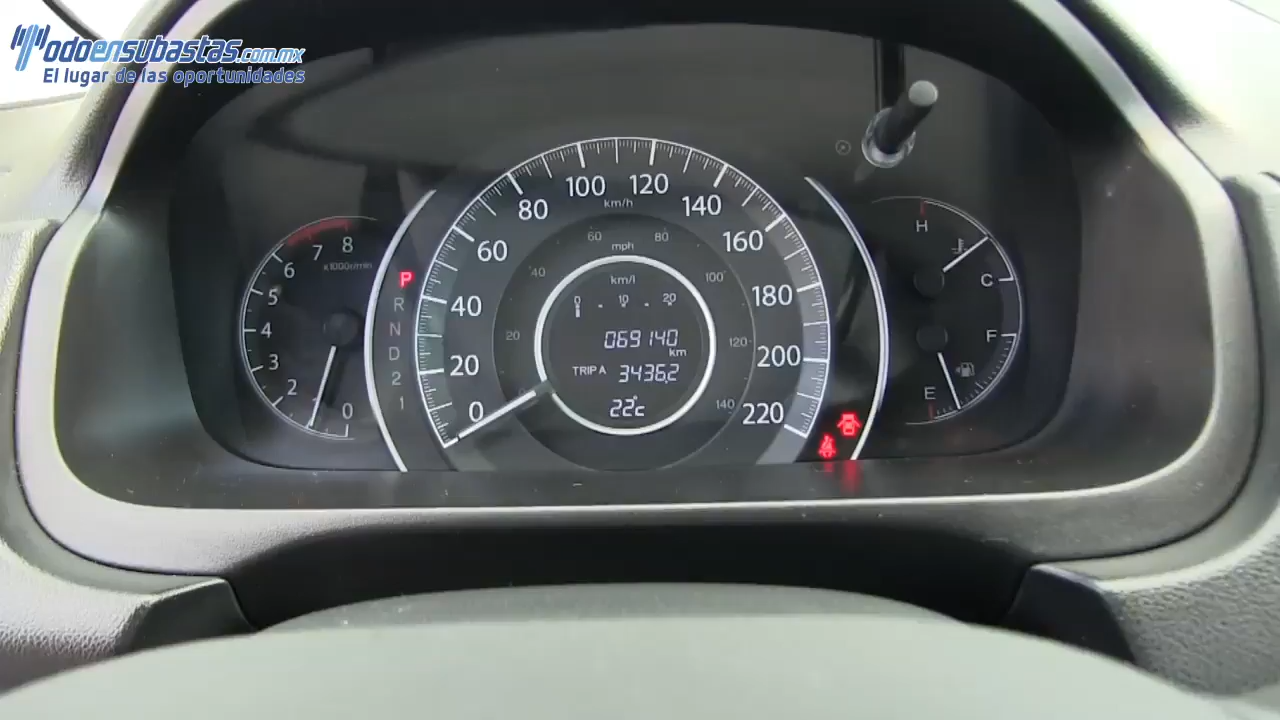 Todoensubastas.com.mx
El lugar de las oportunidades
8
7
6
5
4
3
2
1
0
x1000r/min
P
R
N
D
2
1
0
20
40
60
80
100
120
140
160
180
200
220
km/h
20
40
60
80
100
120
140
mph
km/l
0 . 10 . 20
069140
km
TRIP A 3436.2
22°c
H
C
F
E